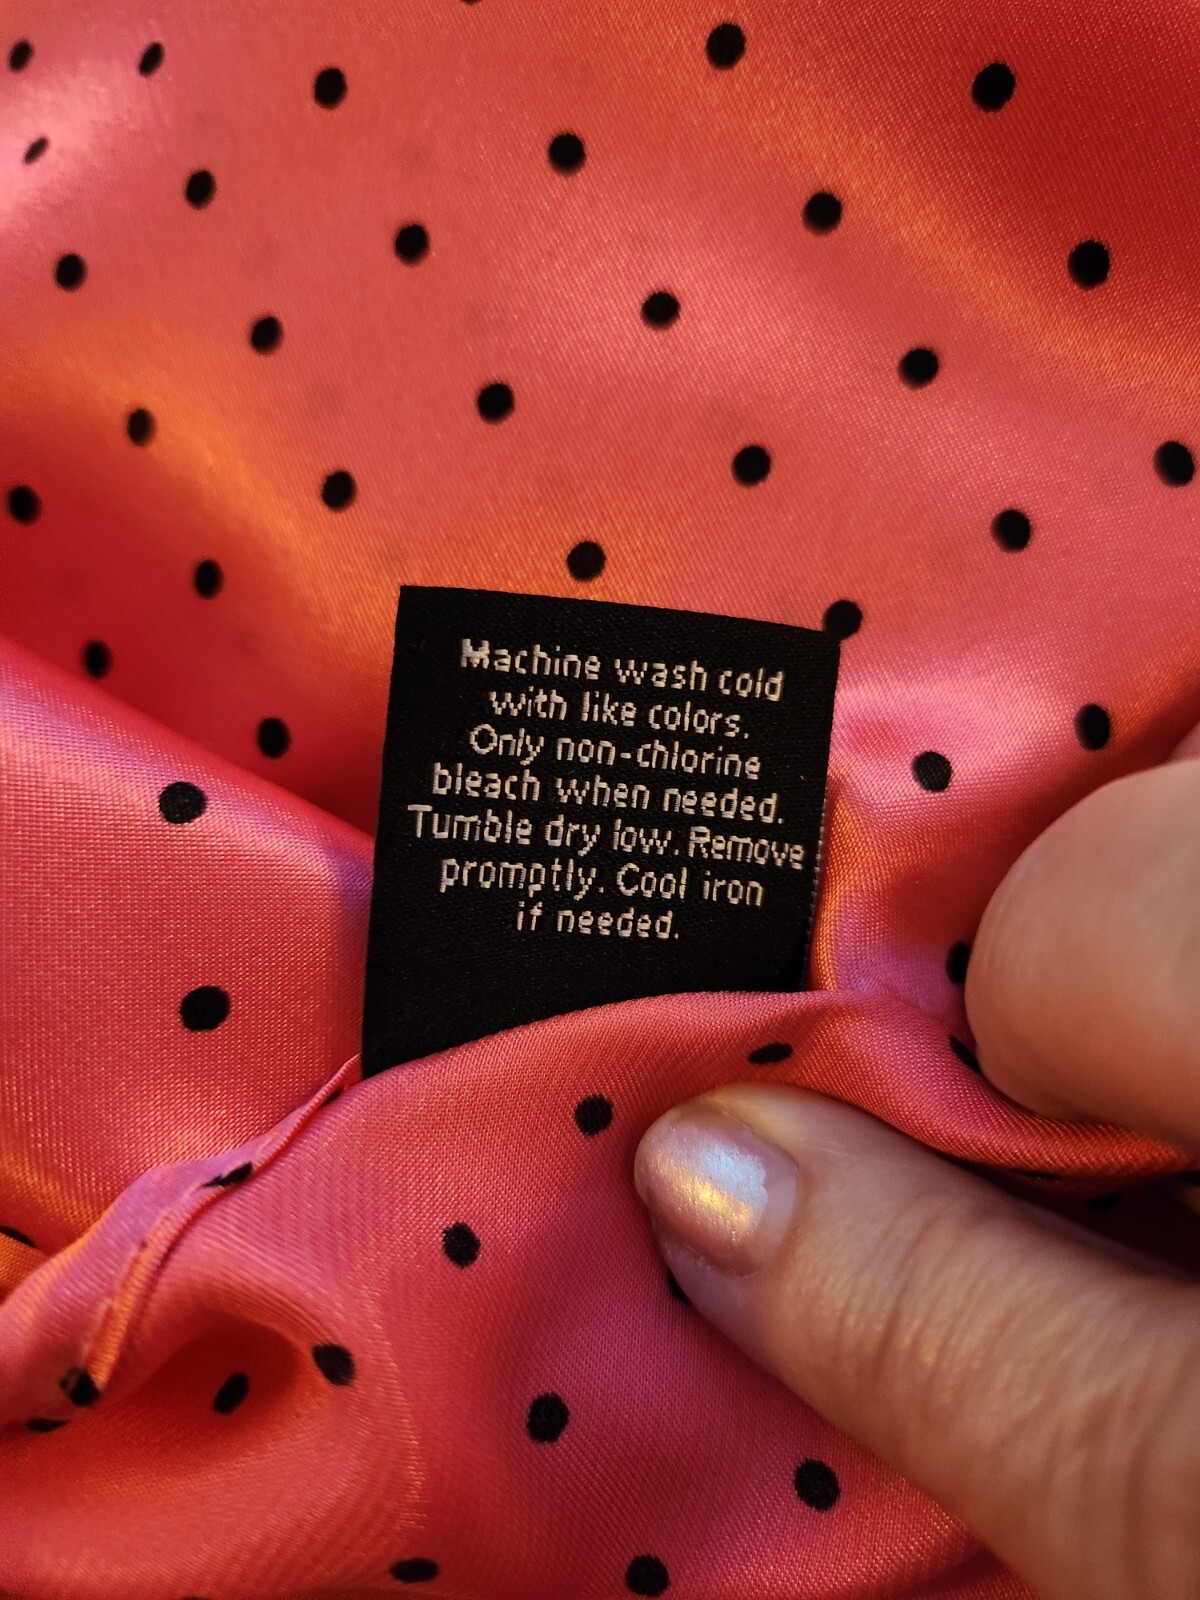 Machine wash cold
with like colors.
Only non-chlorine
bleach when needed.
Tumble dry low. Remove
promptly. Cool iron
if needed.